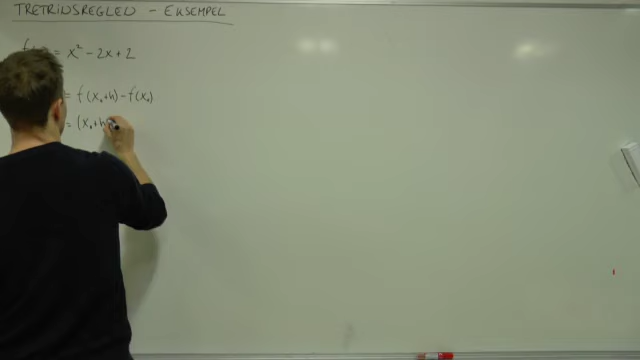 TRETRINSREGLEN - EKSEMPEL
= x² - 2x + 2
= f(x₀+h) - f(x₀)
= (x₀+h